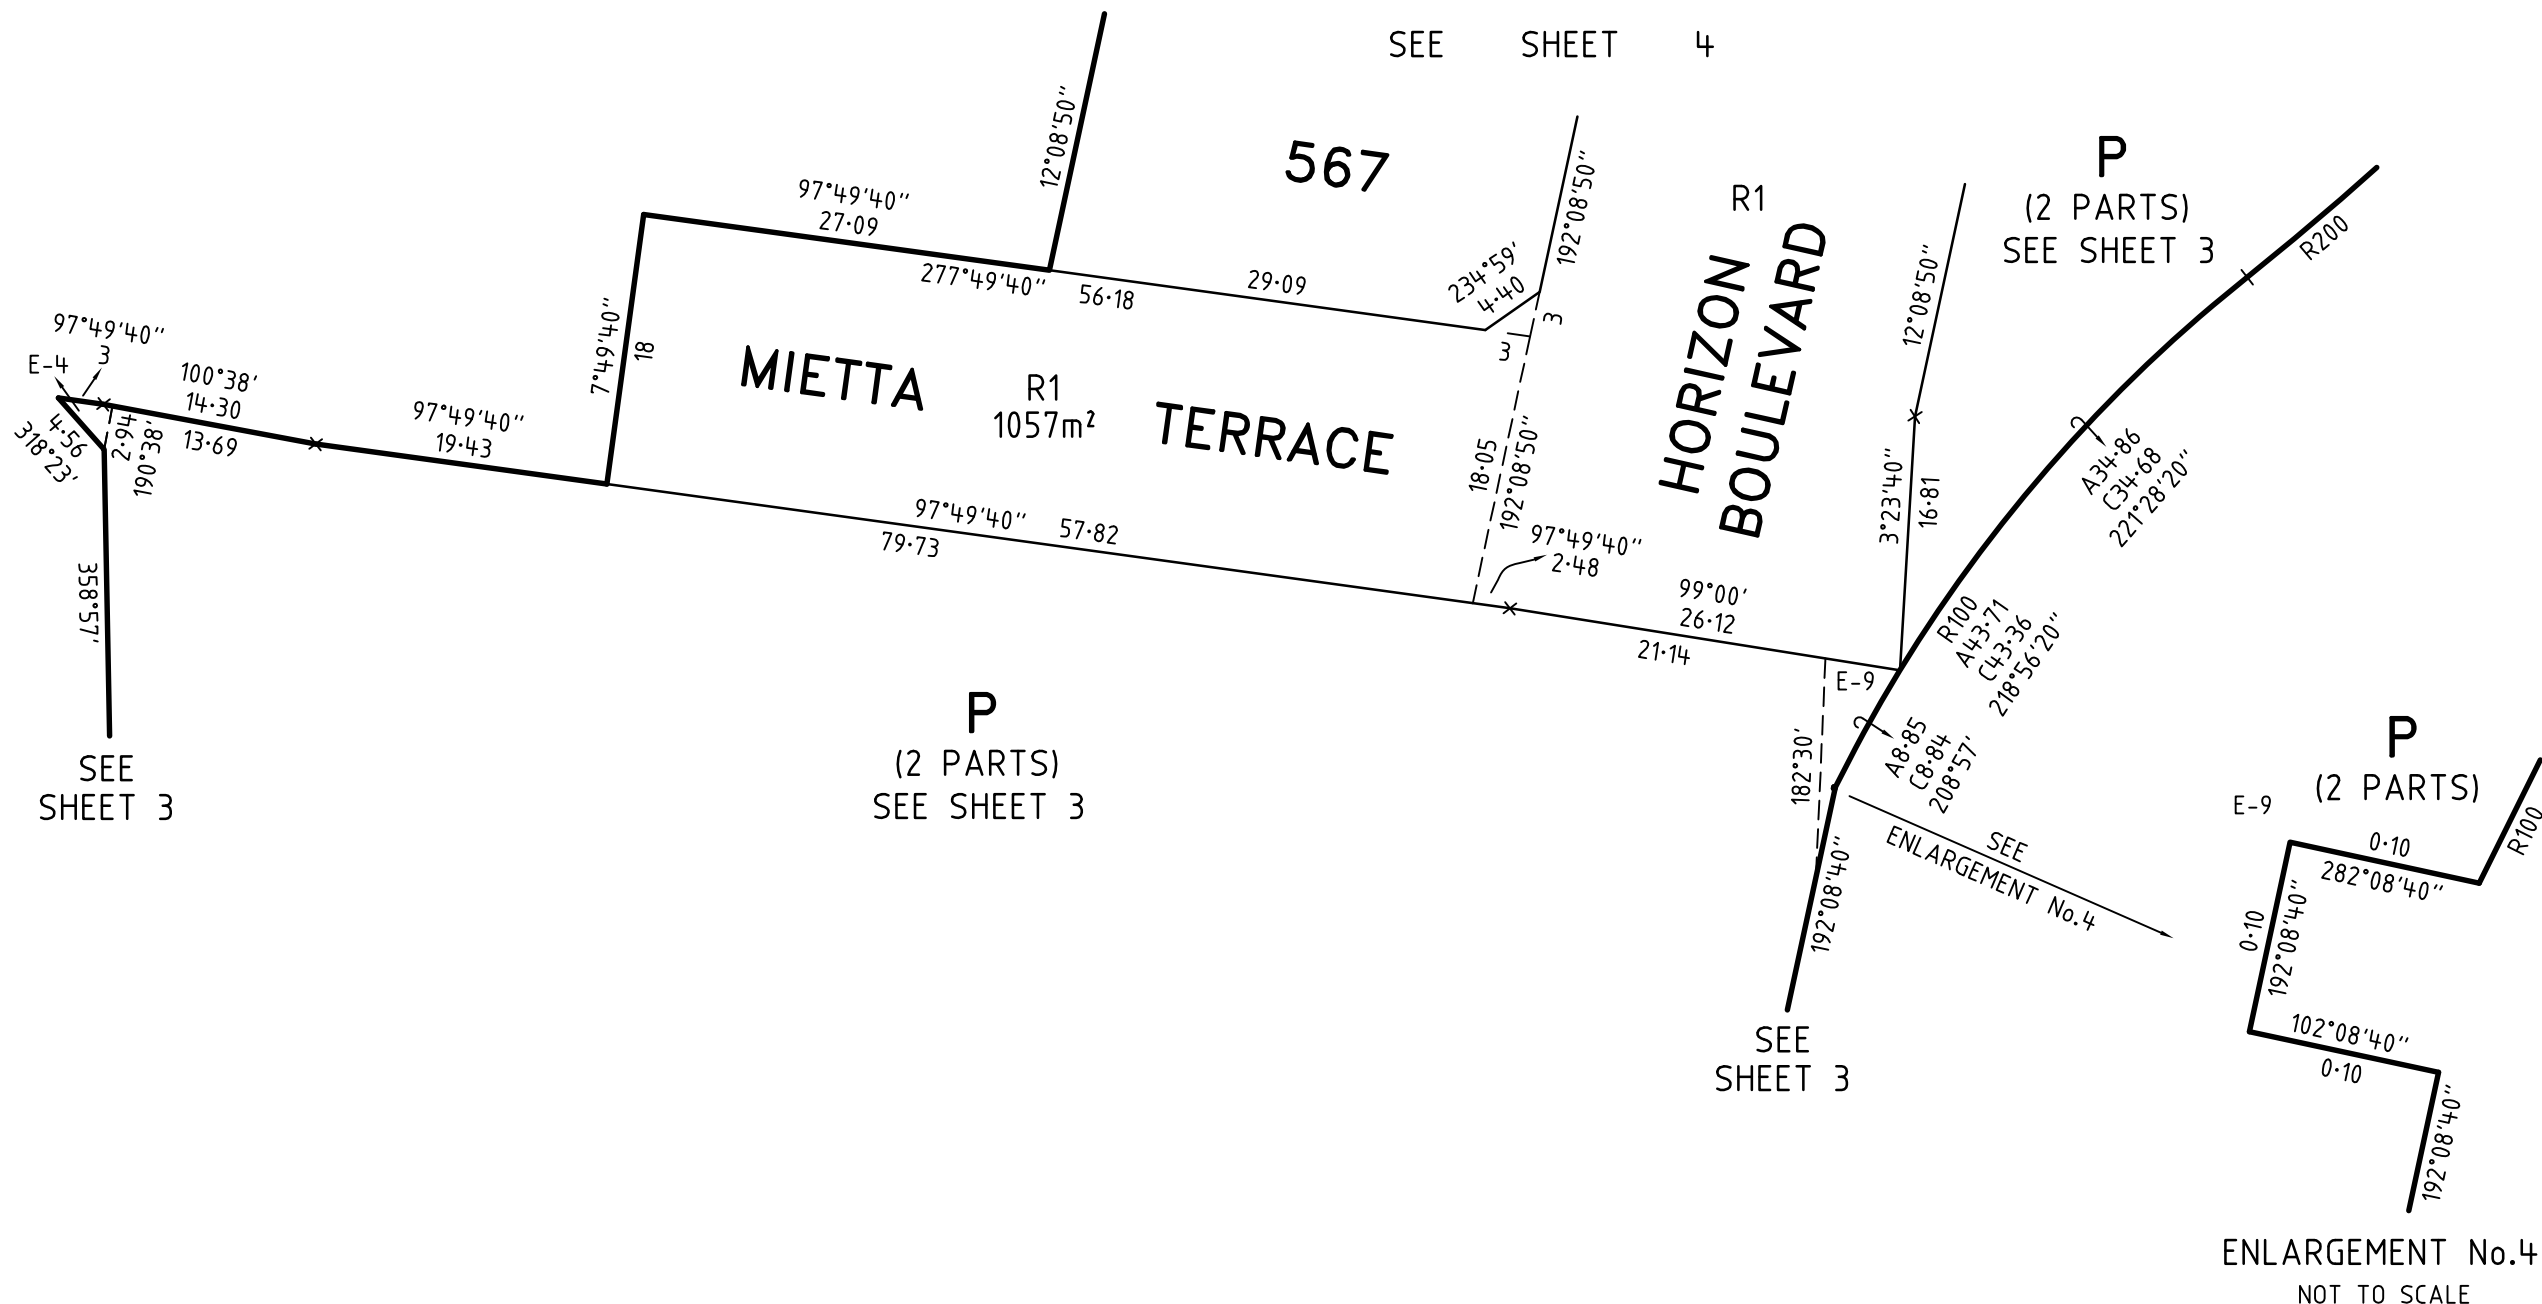 SEE SHEET 4
12°08'50"
567
97°49'40"
27·09
277°49'40"
56·18
29·09
234°59'
4·40
192°08'50"
3
3
R1
HORIZON
BOULEVARD
12°08'50"
P
(2 PARTS)
SEE SHEET 3
R200
97°49'40"
3
E-4
100°38'
14·30
13·69
4·56
318°23'
2·94
190°38'
97°49'40"
19·43
7°49'40"
18
MIETTA TERRACE
R1
1057m²
18·05
192°08'50"
3°23'40"
16·81
A34·86
C34·68
221°28'20"
358°57'
97°49'40"
57·82
79·73
97°49'40"
2·48
99°00'
26·12
21·14
E-9
R100
A43·71
C43·36
218°56'20"
A8·85
C8·84
208°57'
182°30'
SEE
SHEET 3
P
(2 PARTS)
SEE SHEET 3
192°08'40"
SEE
ENLARGEMENT No.4
SEE
SHEET 3
P
(2 PARTS)
E-9
0·10
282°08'40"
R100
0·10
192°08'40"
102°08'40"
0·10
192°08'40"
ENLARGEMENT No.4
NOT TO SCALE